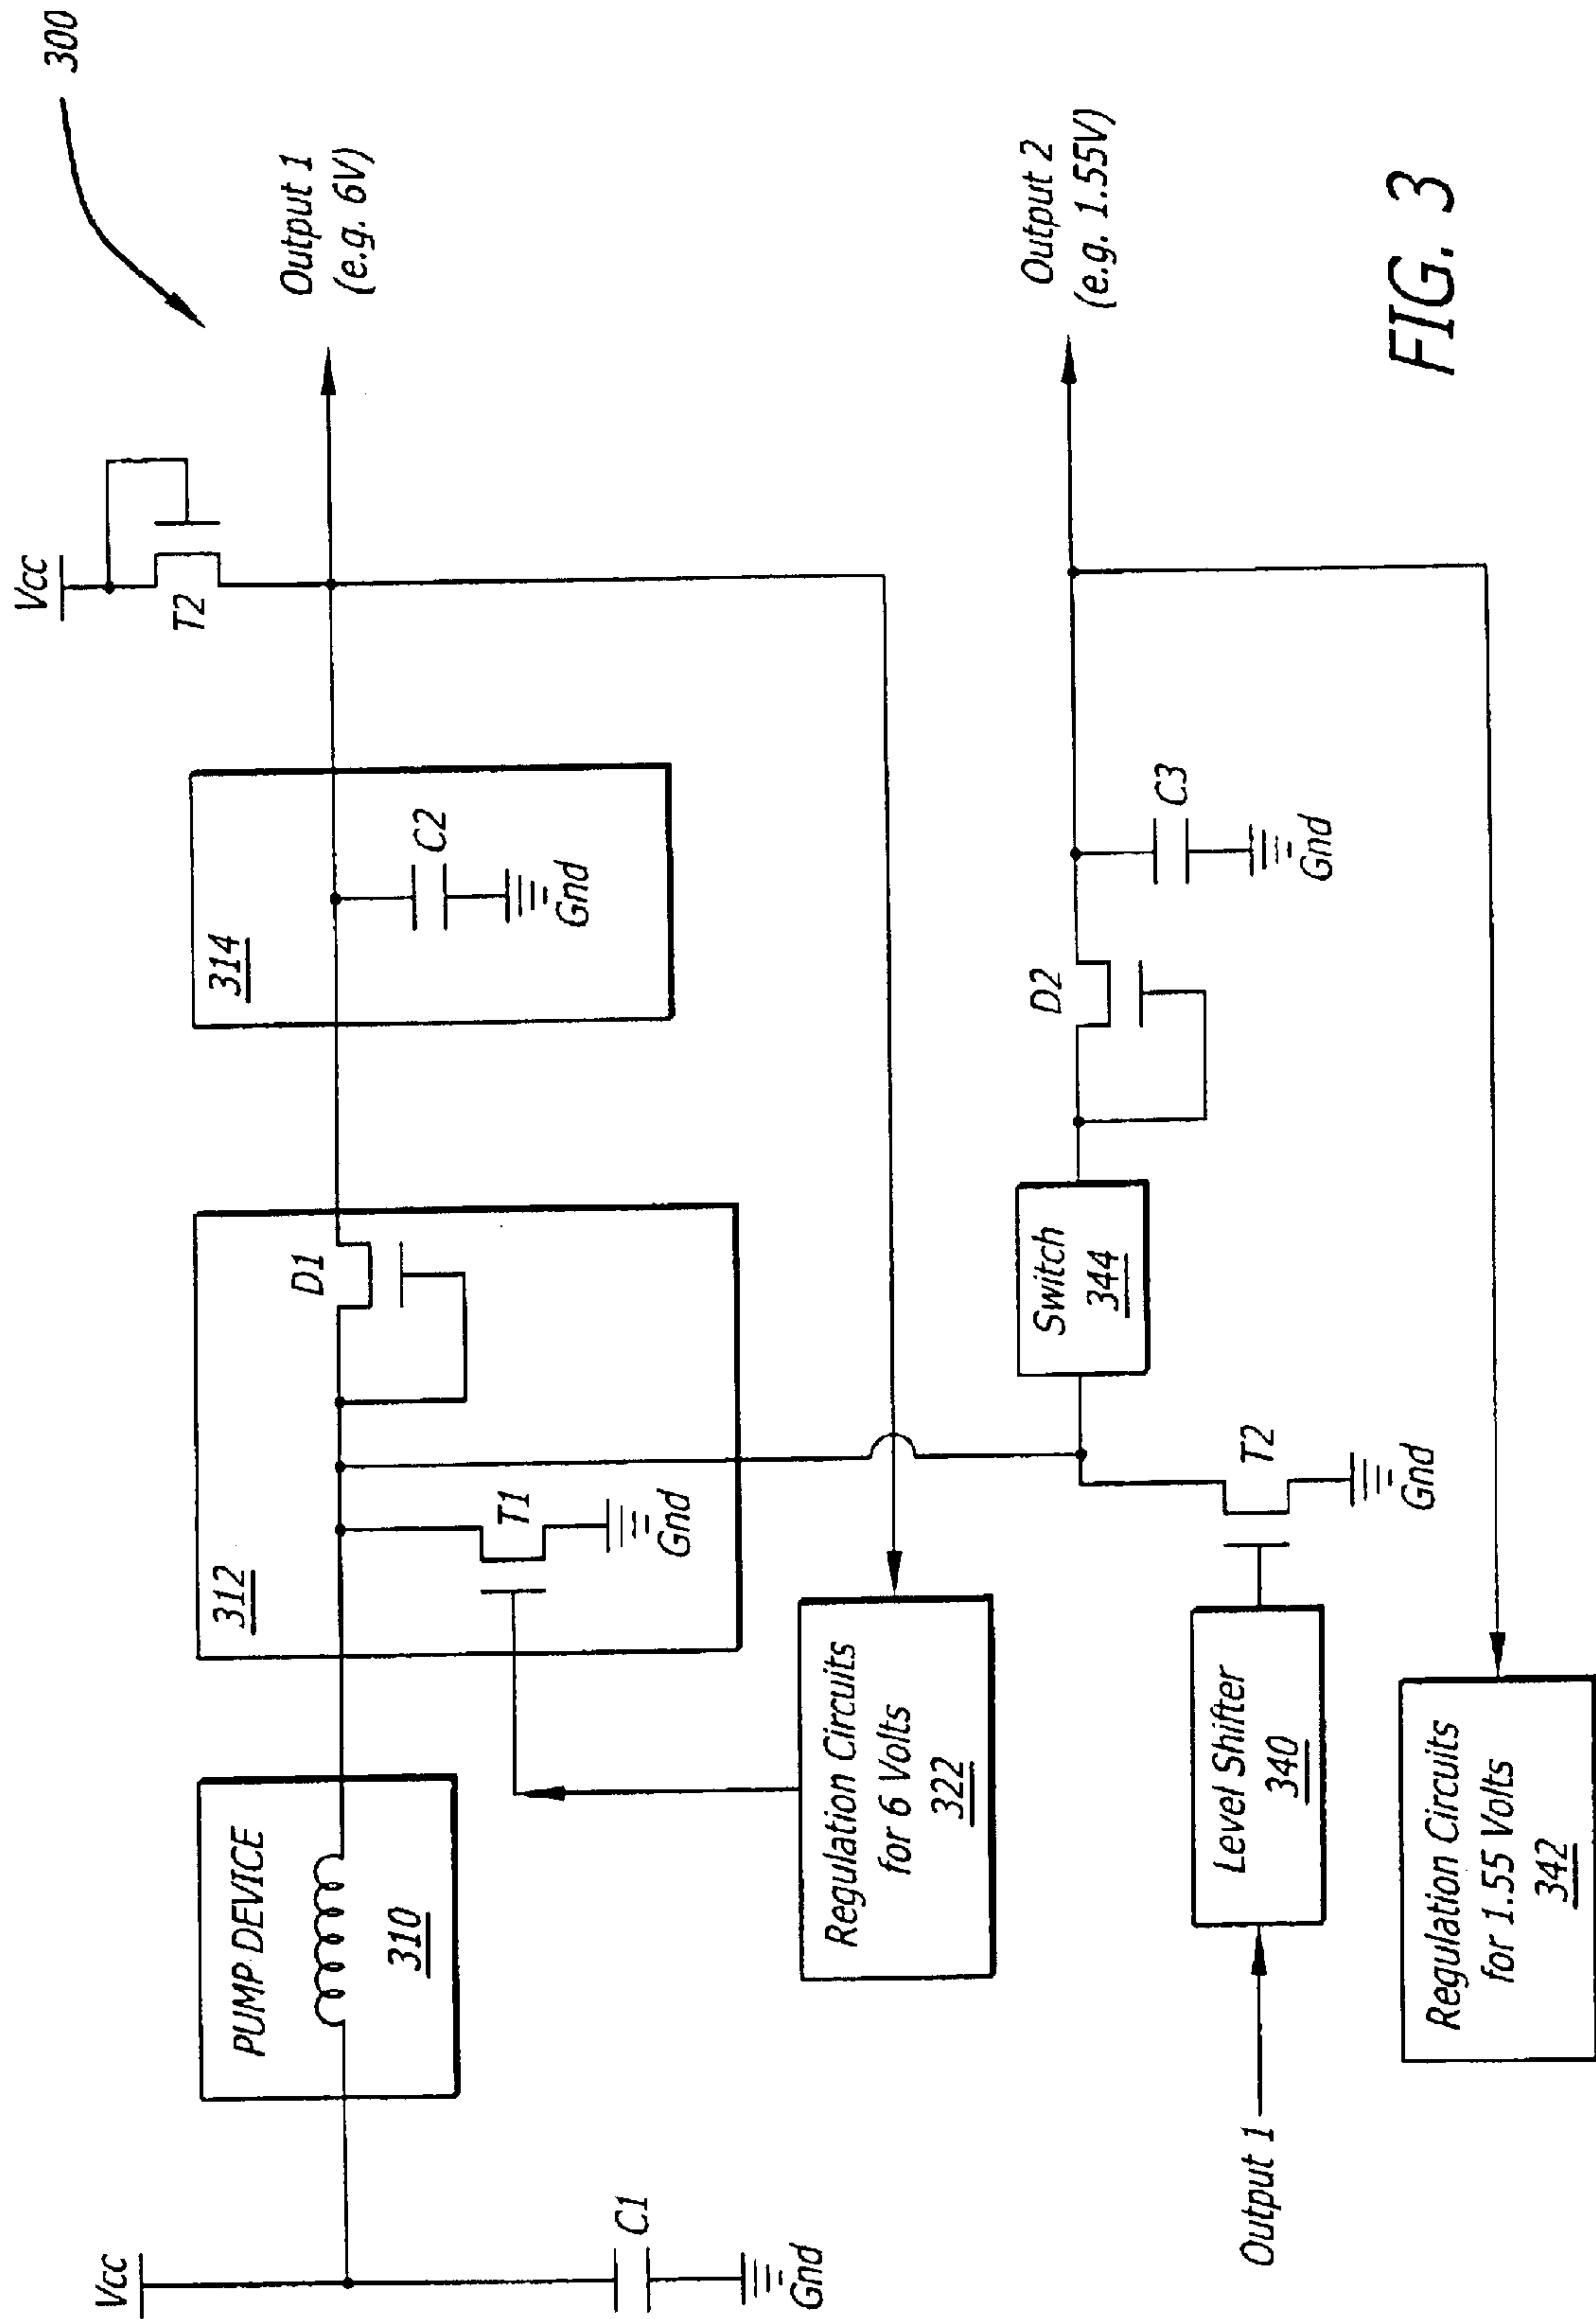 300
Vcc
T2
Output 1
(e.g. 6V)
314
C2
Gnd
312
D1
T1
Gnd
PUMP DEVICE
310
Vcc
C1
Gnd
Regulation Circuits
for 6 Volts
322
Output 2
(e.g. 1.55V)
D2
C3
Gnd
Switch
344
T2
Gnd
Level Shifter
340
Output 1
Regulation Circuits
for 1.55 Volts
342
FIG. 3